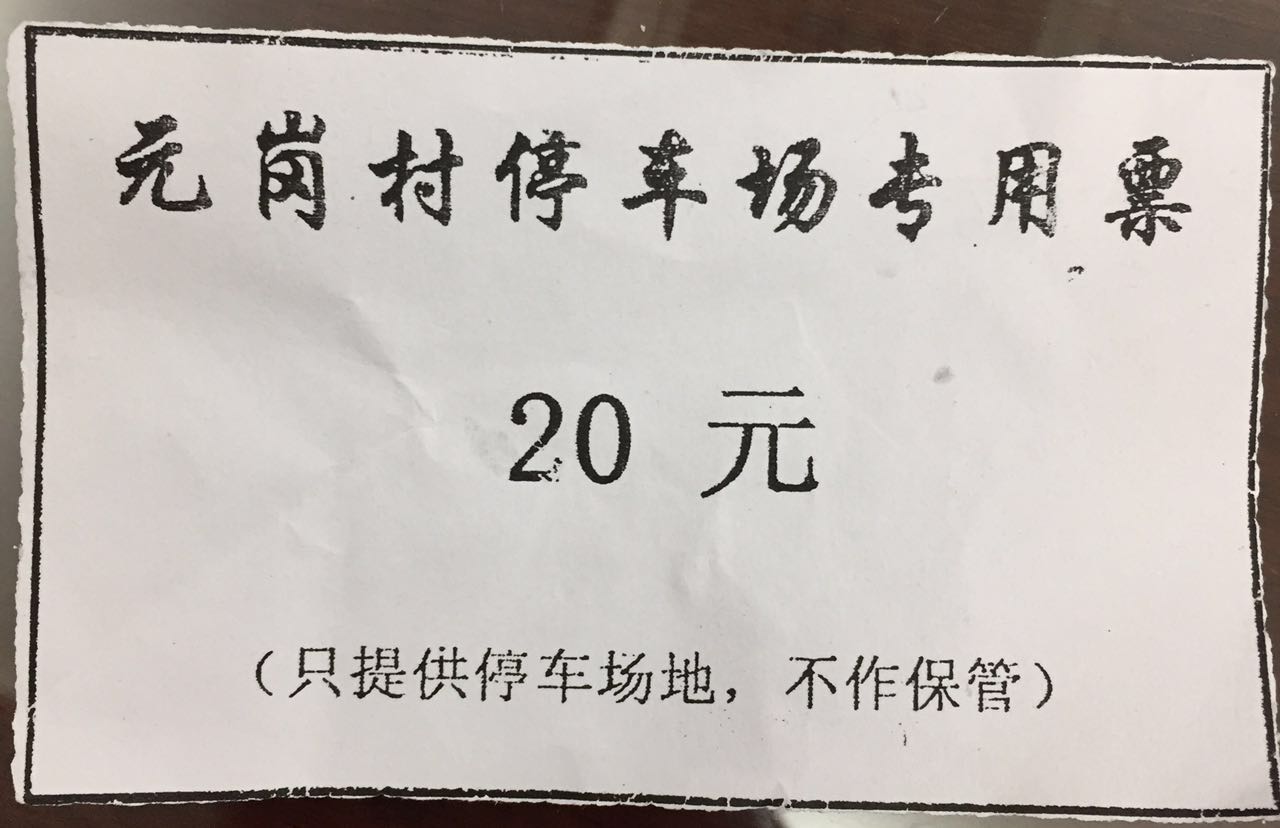 元岗村停车场专用票
20 元
（只提供停车场地，不作保管）